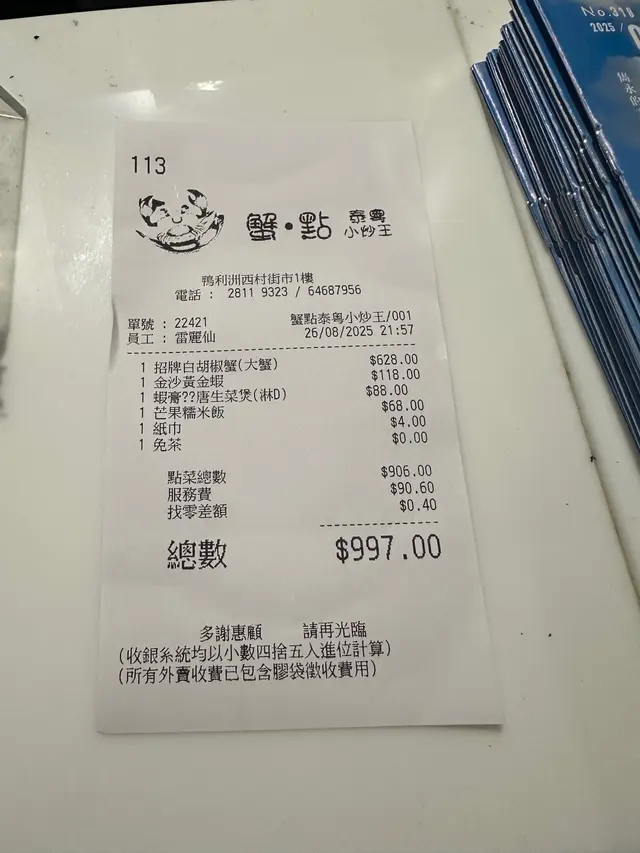 113
蟹•點 泰粵小炒王
鴨利洲西村街市1樓
電話 : 2811 9323 / 64687956
單號 : 22421 蟹點泰粵小炒王/001
員工 : 雷麗仙 26/08/2025 21:57
1 招牌白胡椒蟹(大蟹) $628.00
1 金沙黃金蝦 $118.00
1 蝦膏??唐生菜煲(淋D) $88.00
1 芒果糯米飯 $68.00
1 紙巾 $4.00
1 免茶 $0.00
點菜總數 $906.00
服務費 $90.60
找零差額 $0.40
總數 $997.00
多謝惠顧 請再光臨
(收銀系統均以小數四捨五入進位計算)
(所有外賣收費已包含膠袋徵收費用)
No.310
2025 /